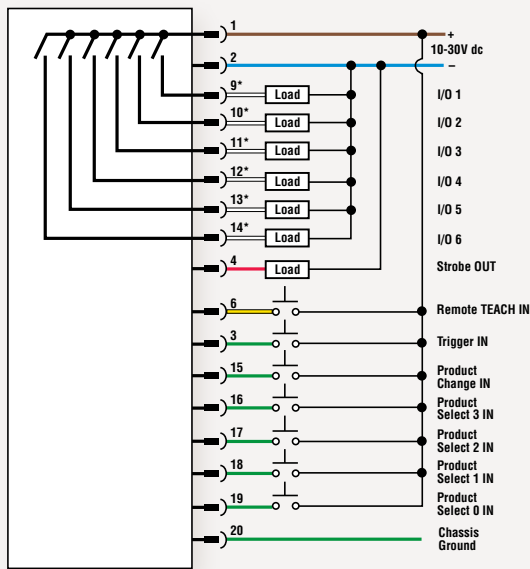 1
+
10-30V dc
2
–
9* Load I/O 1
10* Load I/O 2
11* Load I/O 3
12* Load I/O 4
13* Load I/O 5
14* Load I/O 6
4 Load Strobe OUT
6 Remote TEACH IN
3 Trigger IN
15 Product
Change IN
16 Product
Select 3 IN
17 Product
Select 2 IN
18 Product
Select 1 IN
19 Product
Select 0 IN
20 Chassis
Ground